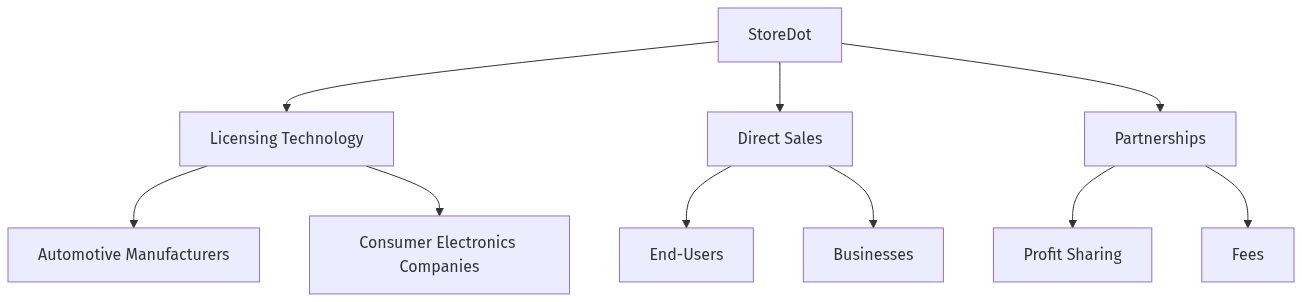 StoreDot
Licensing Technology
Direct Sales
Partnerships
Automotive Manufacturers
Consumer Electronics
Companies
End-Users
Businesses
Profit Sharing
Fees